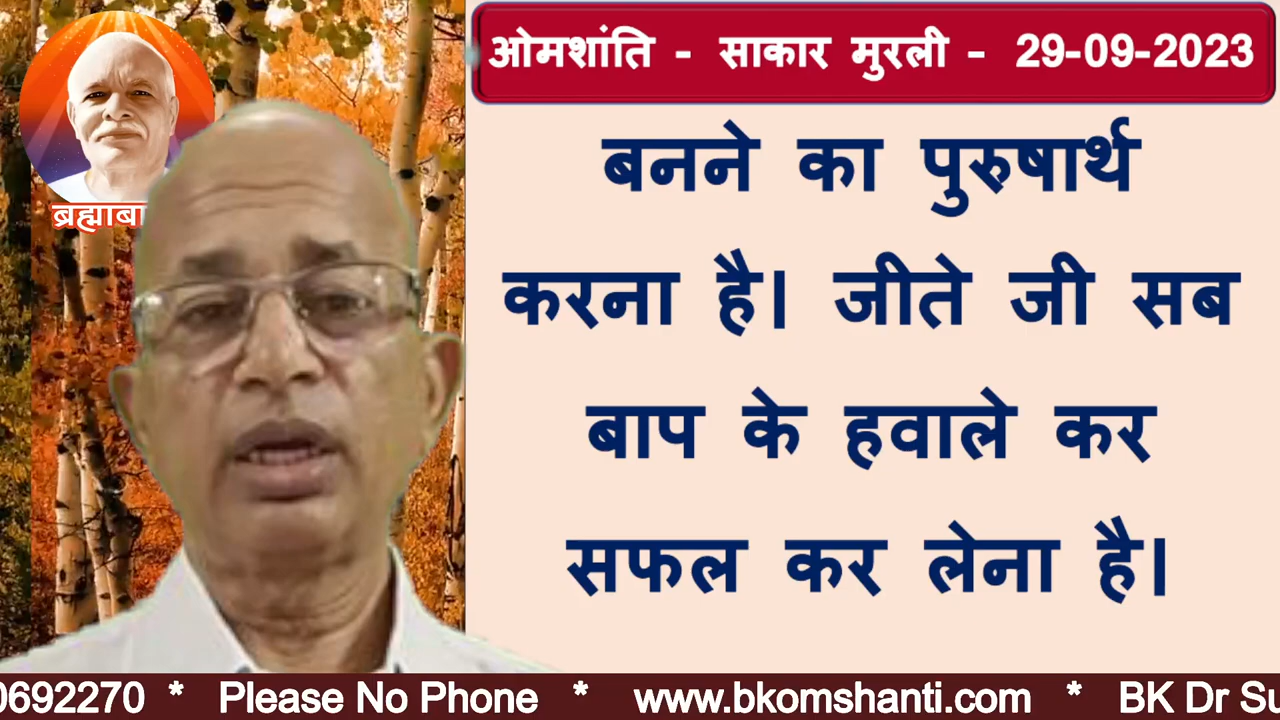 ओमशांति - साकार मुरली - 29-09-2023
बनने का पुरुषार्थ
करना है। जीते जी सब
बाप के हवाले कर
सफल कर लेना है।
0692270 * Please No Phone * www.bkomshanti.com * BK Dr Su